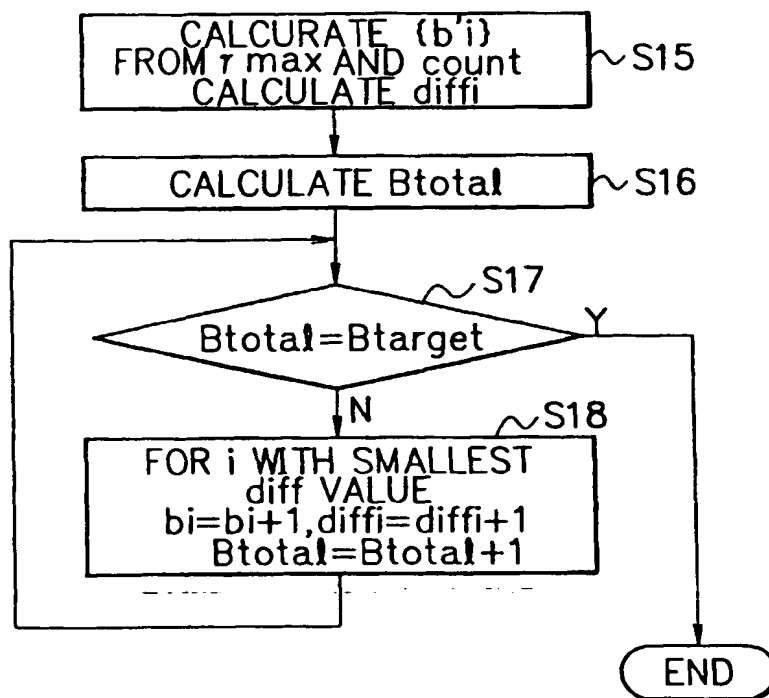 CALCURATE {b'i}
FROM τ max AND count
CALCULATE diffi
S15
CALCULATE Btotal
S16
S17
Btotal=Btarget
Y
N
S18
FOR i WITH SMALLEST
diff VALUE
bi=bi+1,diffi=diffi+1
Btotal=Btotal+1
END